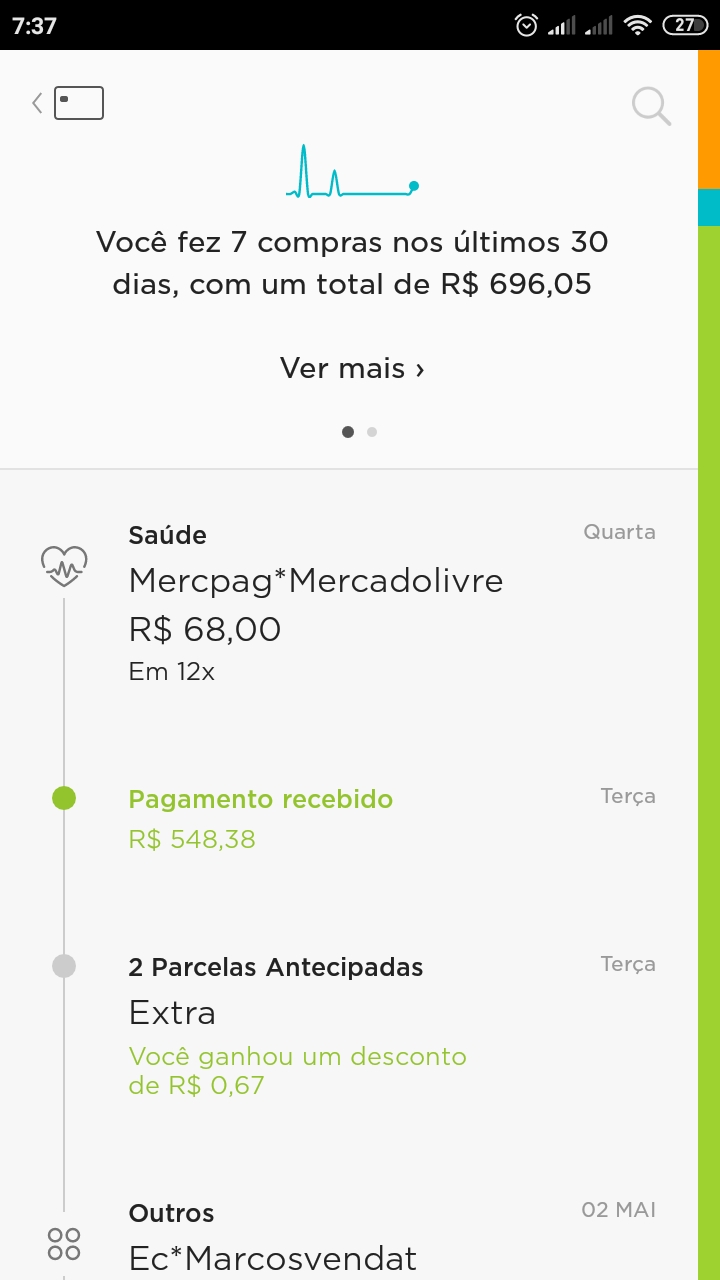 7:37
27
Você fez 7 compras nos últimos 30
dias, com um total de R$ 696,05
Ver mais ›
Saúde
Quarta
Mercpag*Mercadolivre
R$ 68,00
Em 12x
Pagamento recebido
Terça
R$ 548,38
2 Parcelas Antecipadas
Terça
Extra
Você ganhou um desconto
de R$ 0,67
Outros
02 MAI
Ec*Marcosvendat